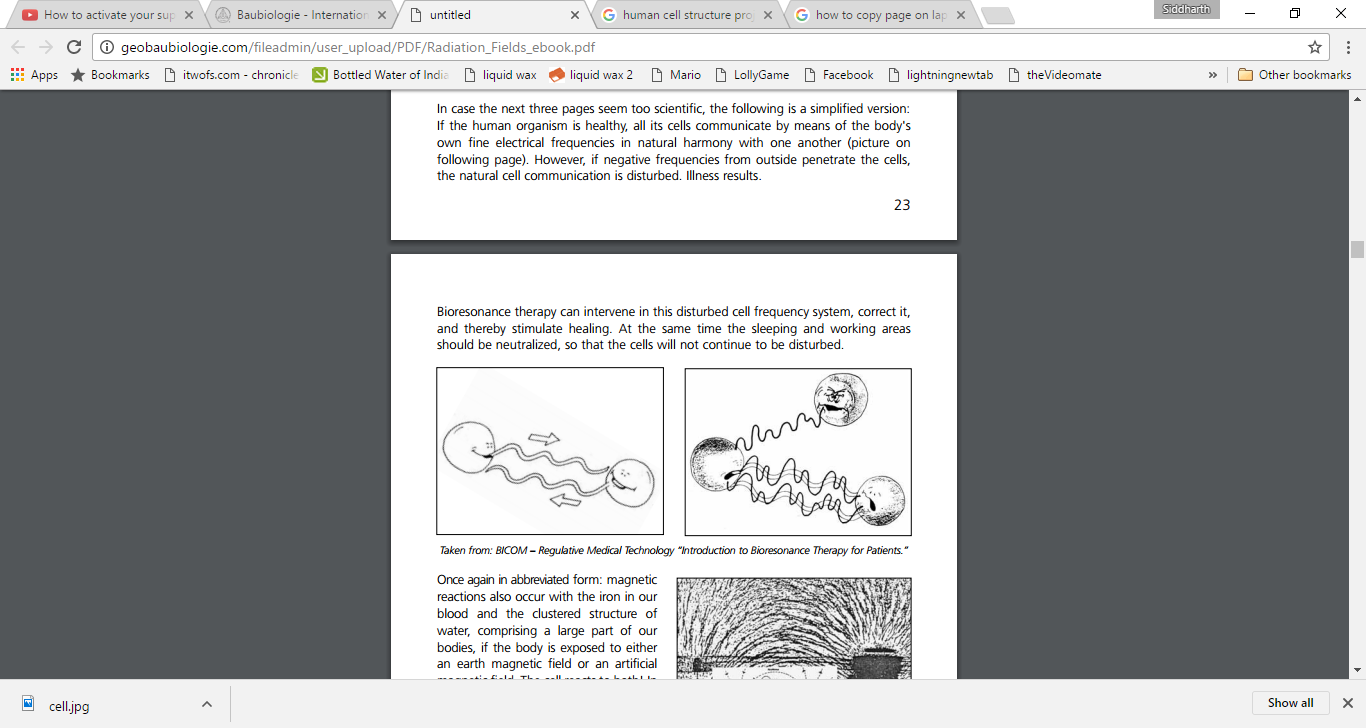 How to activate your sup
Baubiologie - Internation
untitled
human cell structure pro
how to copy page on lap
Siddharth
geobaubiologie.com/fileadmin/user_upload/PDF/Radiation_Fields_ebook.pdf
Apps
Bookmarks
itwofs.com - chronicle
Bottled Water of India
liquid wax
liquid wax 2
Mario
LollyGame
Facebook
lightningnewtab
theVideomate
»
Other bookmarks
In case the next three pages seem too scientific, the following is a simplified version:
If the human organism is healthy, all its cells communicate by means of the body's
own fine electrical frequencies in natural harmony with one another (picture on
following page). However, if negative frequencies from outside penetrate the cells,
the natural cell communication is disturbed. Illness results.
23
Bioresonance therapy can intervene in this disturbed cell frequency system, correct it,
and thereby stimulate healing. At the same time the sleeping and working areas
should be neutralized, so that the cells will not continue to be disturbed.
Taken from: BICOM – Regulative Medical Technology "Introduction to Bioresonance Therapy for Patients."
Once again in abbreviated form: magnetic
reactions also occur with the iron in our
blood and the clustered structure of
water, comprising a large part of our
bodies, if the body is exposed to either
an earth magnetic field or an artificial
magnetic field. The cell reacts to both! In
cell.jpg
Show all